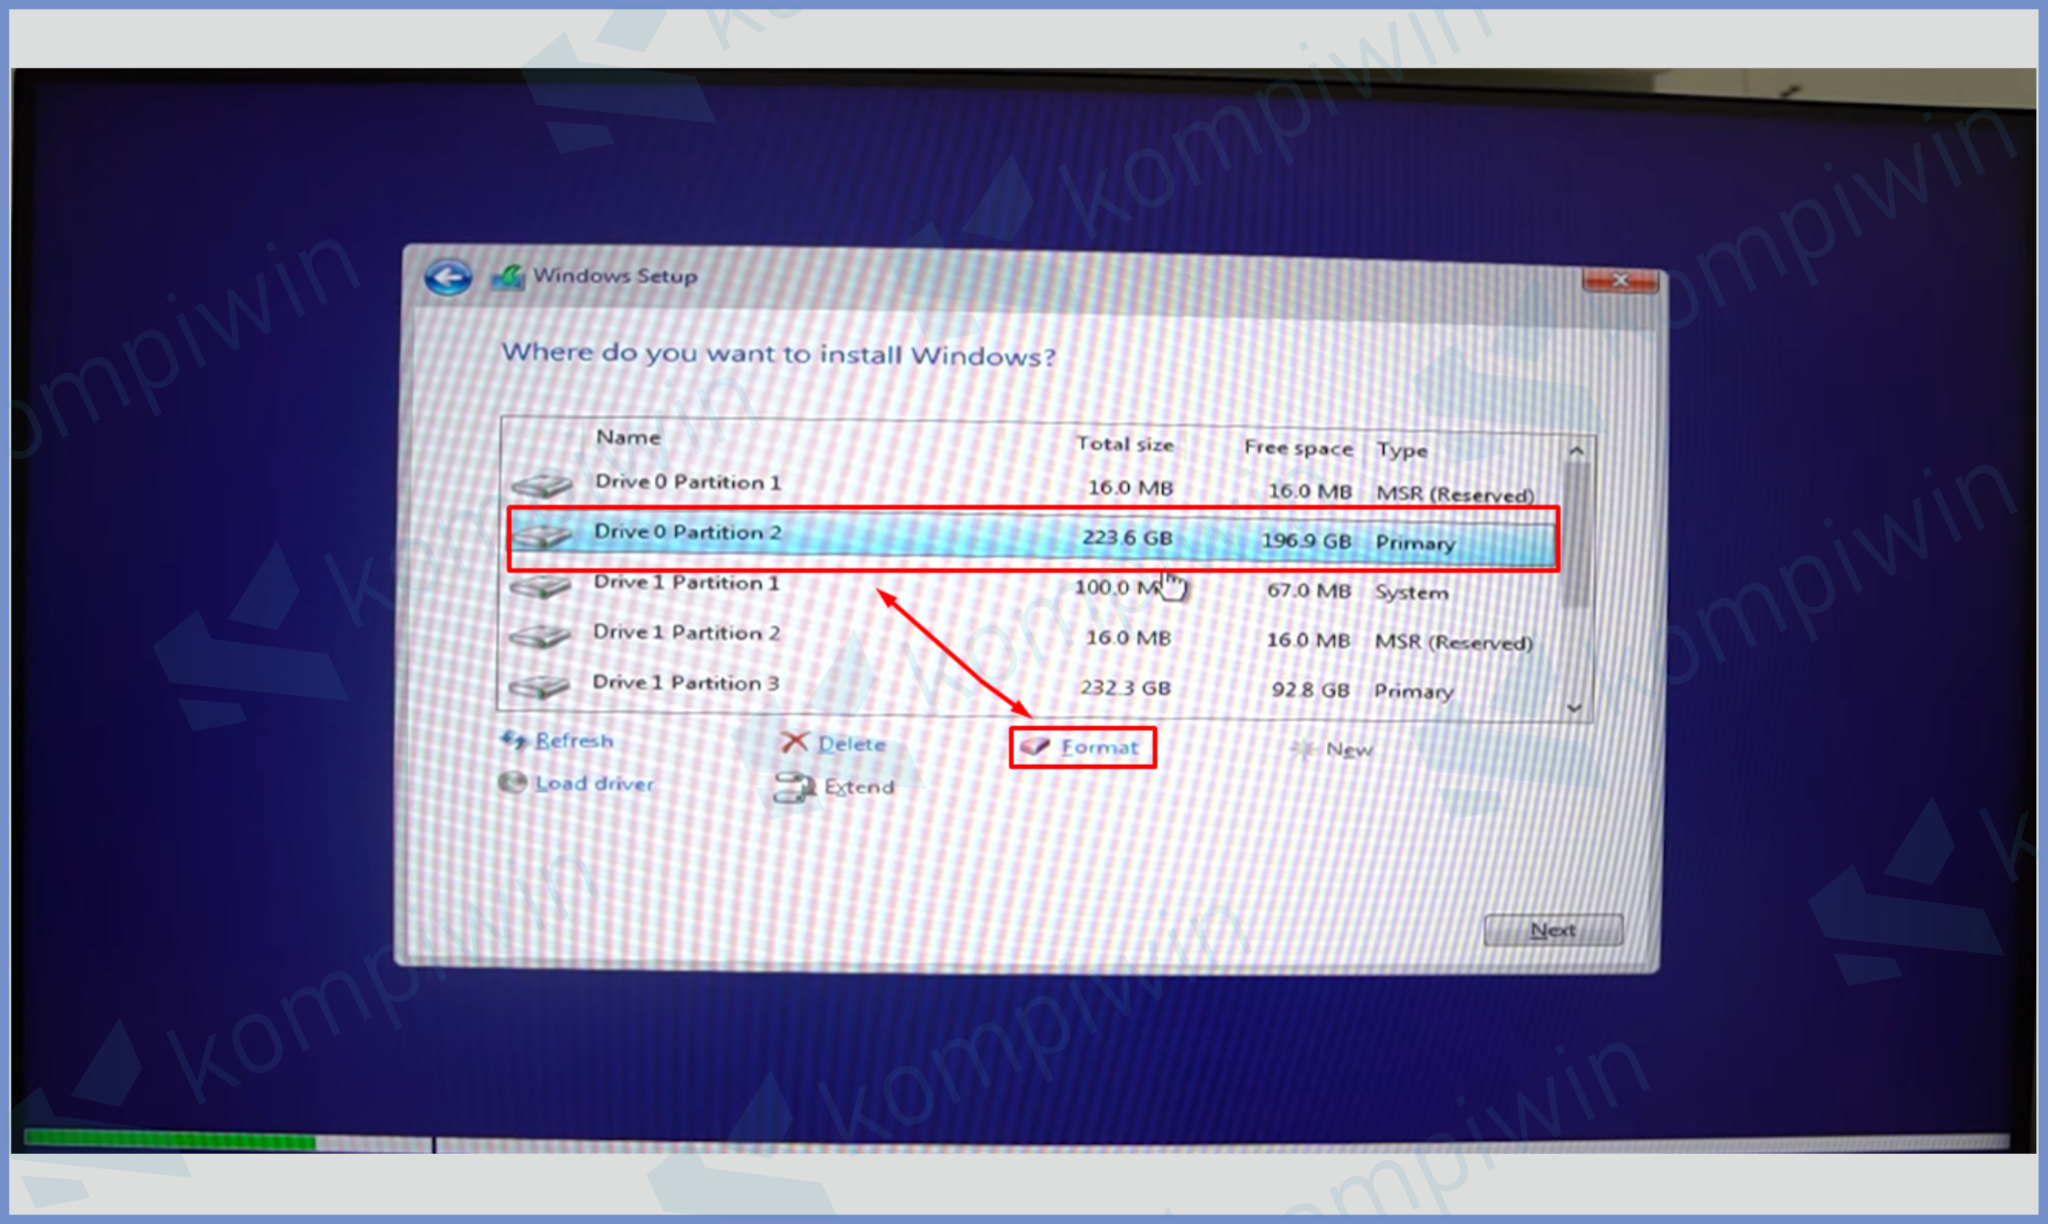 kompiwin
Windows Setup
Where do you want to install Windows?
Name Total size Free space Type
Drive 0 Partition 1 16.0 MB 16.0 MB MSR (Reserved)
Drive 0 Partition 2 223.6 GB 196.9 GB Primary
Drive 1 Partition 1 100.0 M 67.0 MB System
Drive 1 Partition 2 16.0 MB 16.0 MB MSR (Reserved)
Drive 1 Partition 3 232.3 GB 92.8 GB Primary
Refresh Delete Format New
Load driver Extend
Next